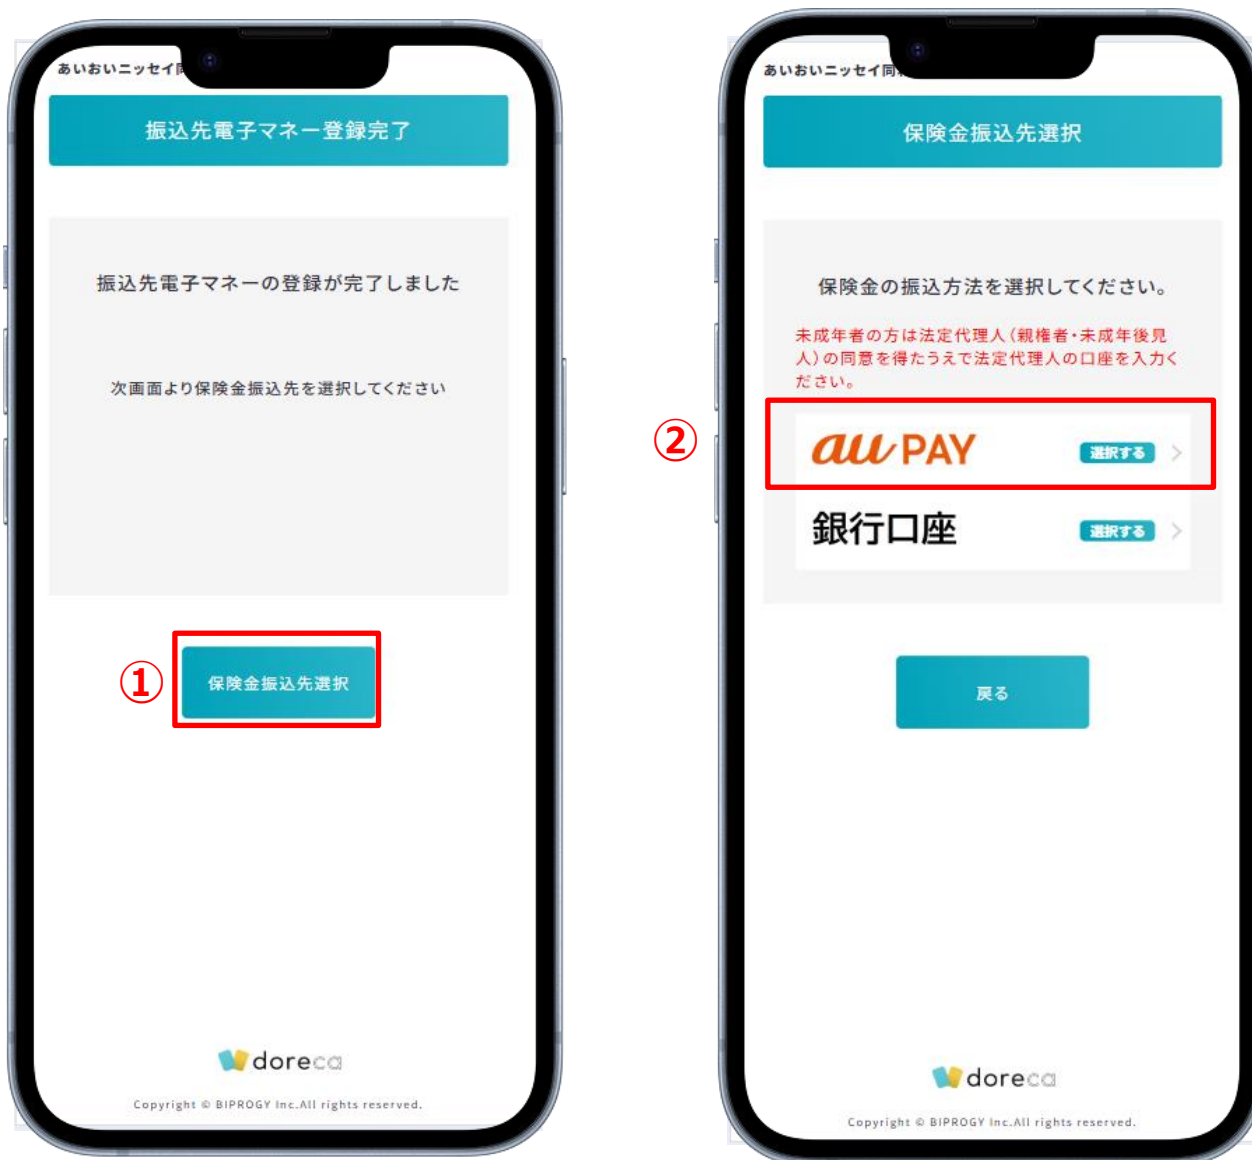 あいおいニッセイ同
振込先電子マネー登録完了
振込先電子マネーの登録が完了しました
次画面より保険金振込先を選択してください
①
保険金振込先選択
doreca
Copyright © BIPROGY Inc.All rights reserved.
あいおいニッセイ同
保険金振込先選択
保険金の振込方法を選択してください。
未成年者の方は法定代理人(親権者・未成年後見
人)の同意を得たうえで法定代理人の口座を入力く
ださい。
②
au PAY 選択する
銀行口座 選択する
戻る
doreca
Copyright © BIPROGY Inc.All rights reserved.